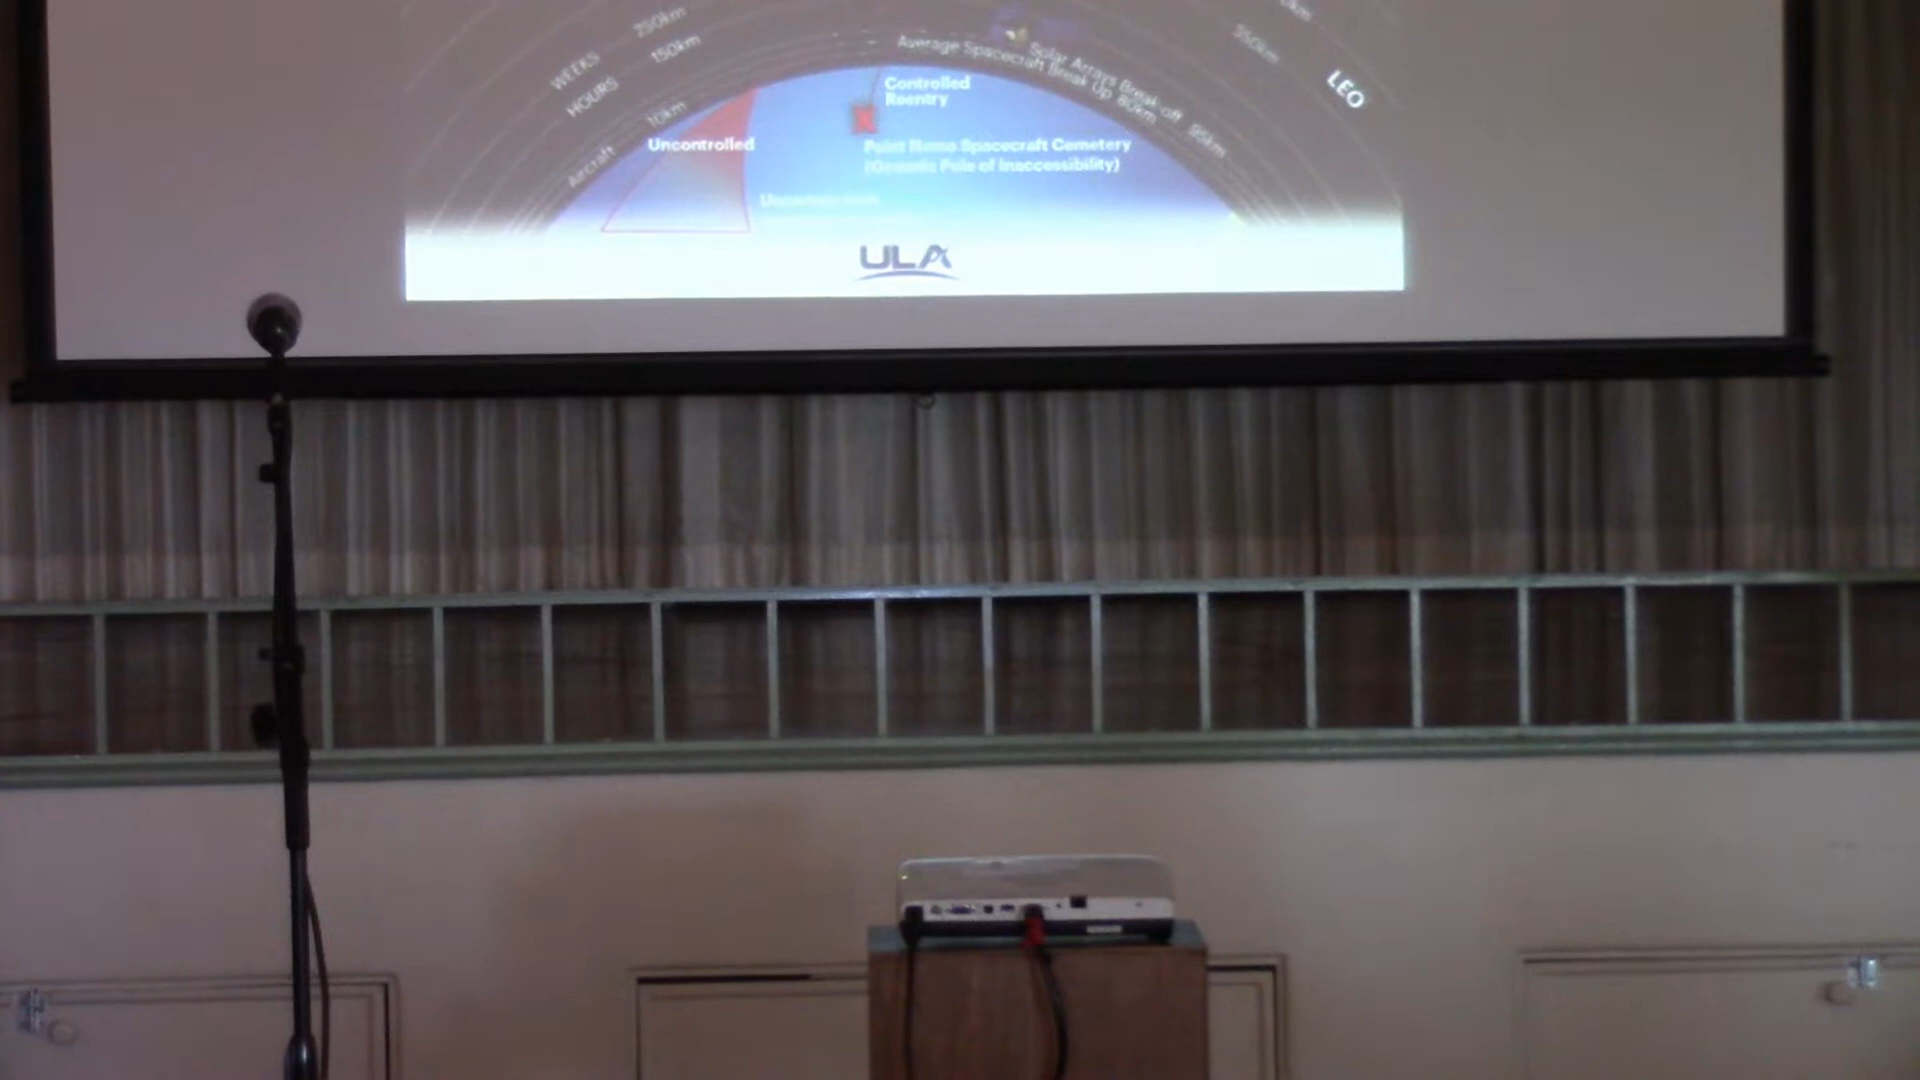 250km
WEEKS
150km
HOURS
10km
Aircraft
Average Spacecraft Break Up 80km
Solar Arrays Break-off 95km
550km
LEO
Controlled
Reentry
Uncontrolled
Point Nemo Spacecraft Cemetery
(Oceanic Pole of Inaccessibility)
ULA